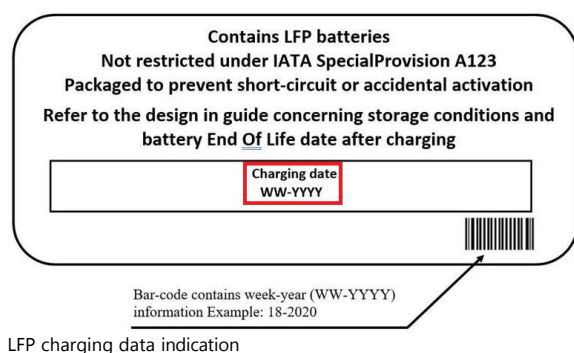 Contains LFP batteries
Not restricted under IATA SpecialProvision A123
Packaged to prevent short-circuit or accidental activation
Refer to the design in guide concerning storage conditions and
battery End Of Life date after charging
Charging date
WW-YYYY
Bar-code contains week-year (WW-YYYY)
information Example: 18-2020
LFP charging data indication